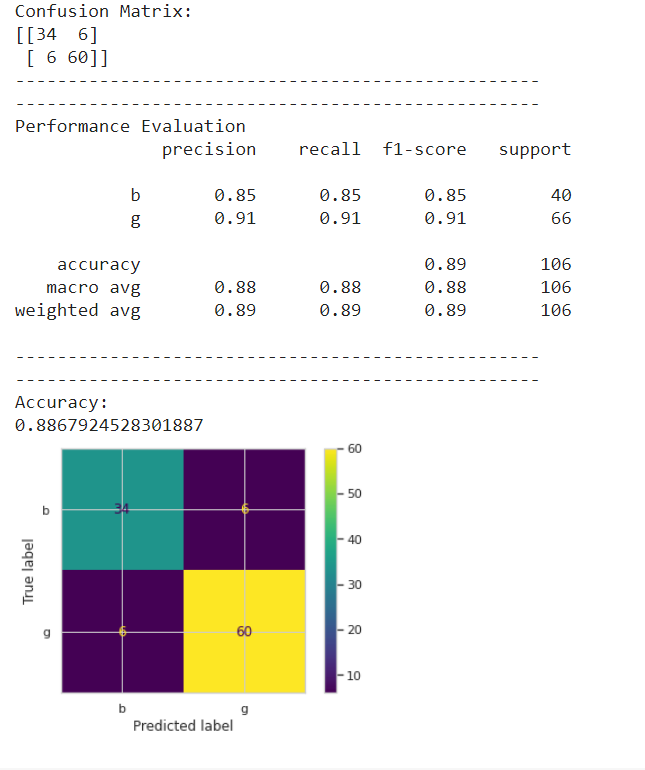 Confusion Matrix:
[[34  6]
 [ 6 60]]
--------------------------------------------------
--------------------------------------------------
Performance Evaluation
              precision    recall  f1-score   support

           b       0.85      0.85      0.85        40
           g       0.91      0.91      0.91        66

    accuracy                           0.89       106
   macro avg       0.88      0.88      0.88       106
weighted avg       0.89      0.89      0.89       106

--------------------------------------------------
--------------------------------------------------
Accuracy:
0.8867924528301887
60
50
40
30
20
10
True label
b 34 6
g 6 60
b g
Predicted label